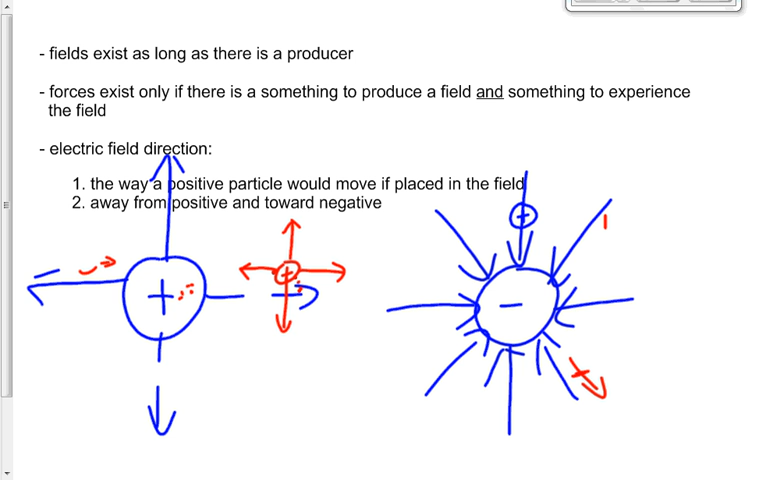 - fields exist as long as there is a producer
- forces exist only if there is a something to produce a field and something to experience
the field
- electric field direction:
1. the way a positive particle would move if placed in the field
2. away from positive and toward negative
+
+
+
-